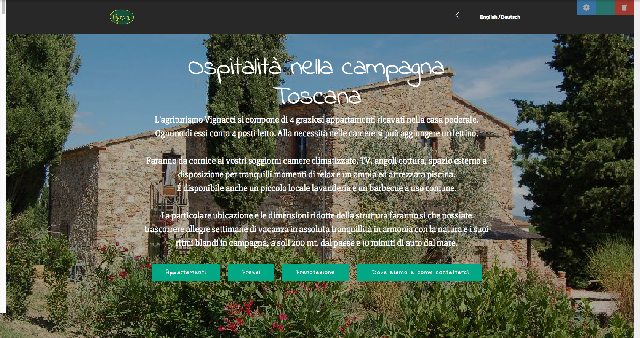 English / Deutsch
Ospitalità nella campagna
Toscana
L'agriturismo Vignacci si compone di 4 graziosi appartamenti ricavati nella casa poderale.
Ognuno di essi conta 4 posti letto. Alla necessità nelle camere si può aggiungere un lettino.
Faranno da cornice ai vostri soggiorni camere climatizzate, TV, angoli cottura, spazio esterno a
disposizione per tranquilli momenti di relax e un ampia ed attrezzata piscina.
È disponibile anche un piccolo locale lavanderia e un barbecue a uso comune.
La particolare ubicazione e le dimensioni ridotte della struttura faranno sì che possiate
trascorrere allegre settimane di vacanza in assoluta tranquillità in armonia con la natura e i suoi
ritmi blandi in campagna, a soli 200 mt. dal paese e 10 minuti di auto dal mare.
Appartamenti
Prezzi
Prenotazione
Dove siamo e come contattarci